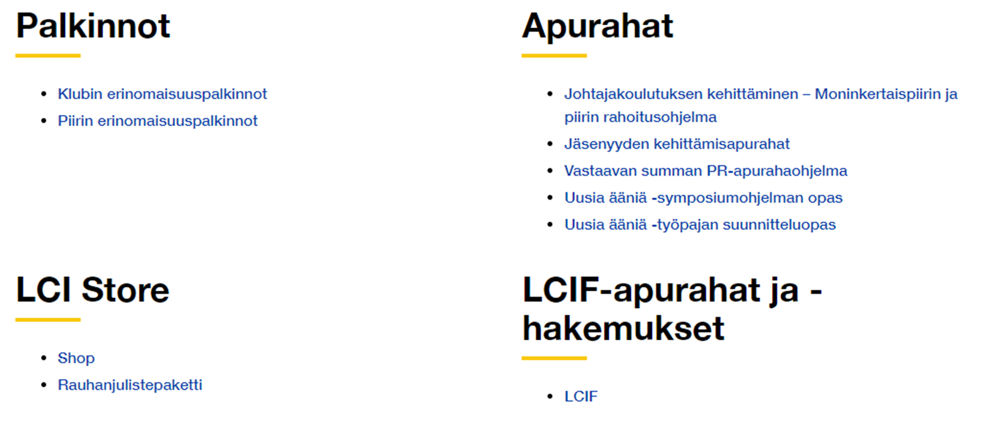 Palkinnot
Klubin erinomaisuuspalkinnot
Piirin erinomaisuuspalkinnot
Apurahat
Johtajakoulutuksen kehittäminen – Moninkertaispiirin ja
piirin rahoitusohjelma
Jäsenyyden kehittämisapurahat
Vastaavan summan PR-apurahaohjelma
Uusia ääniä -symposiumohjelman opas
Uusia ääniä -työpajan suunnitteluopas
LCI Store
Shop
Rauhanjulistepaketti
LCIF-apurahat ja -
hakemukset
LCIF